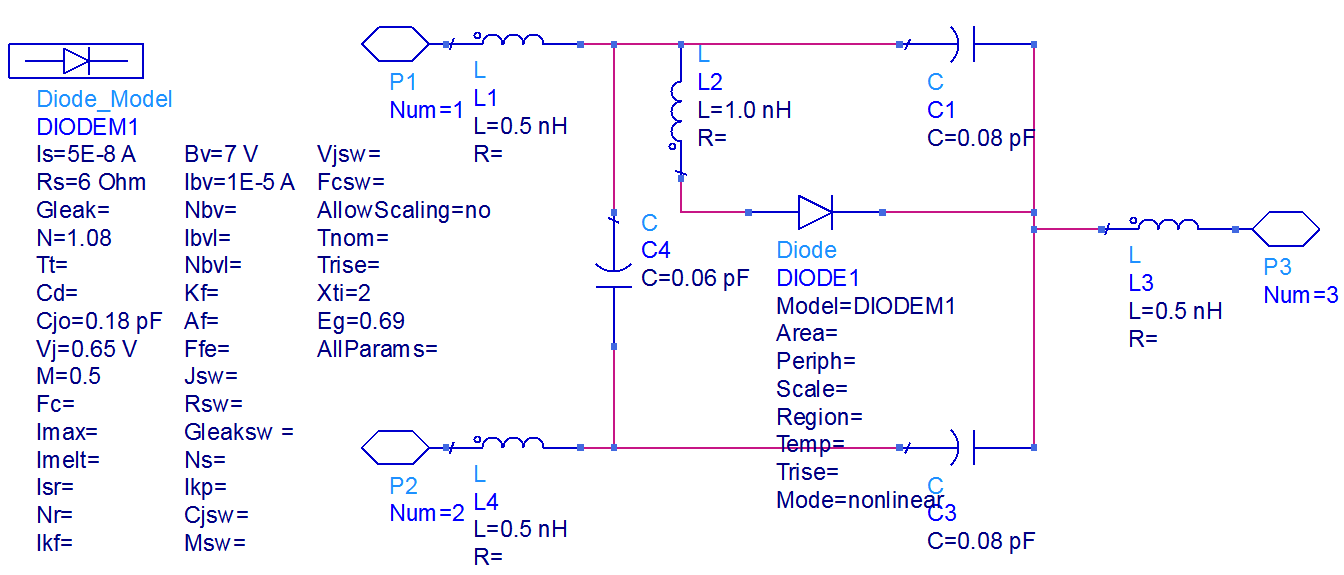 Diode_Model
DIODEM1
Is=5E-8 A
Rs=6 Ohm
Gleak=
N=1.08
Tt=
Cd=
Cjo=0.18 pF
Vj=0.65 V
M=0.5
Fc=
Imax=
Imelt=
Isr=
Nr=
Ikf=
Bv=7 V
Ibv=1E-5 A
Nbv=
Ibvl=
Nbvl=
Kf=
Af=
Ffe=
Jsw=
Rsw=
Gleaksw =
Ns=
Ikp=
Cjsw=
Msw=
Vjsw=
Fcsw=
AllowScaling=no
Tnom=
Trise=
Xti=2
Eg=0.69
AllParams=
P1
Num=1
L
L1
L=0.5 nH
R=
L
L2
L=1.0 nH
R=
C
C1
C=0.08 pF
C
C4
C=0.06 pF
Diode
DIODE1
Model=DIODEM1
Area=
Periph=
Scale=
Region=
Temp=
Trise=
Mode=nonlinear
L
L3
L=0.5 nH
R=
P3
Num=3
P2
Num=2
L
L4
L=0.5 nH
R=
C
C3
C=0.08 pF